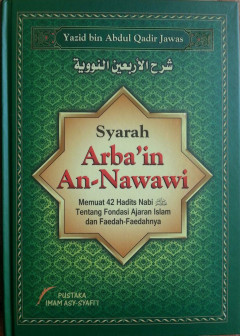 Yazid bin Abdul Qadir Jawas
شرح الأربعين النووية
Syarah
Arba'in
An-Nawawi
Memuat 42 Hadits Nabi ﷺ
Tentang Fondasi Ajaran Islam
dan Faedah-Faedahnya
PUSTAKA
IMAM ASY-SYAFI'I